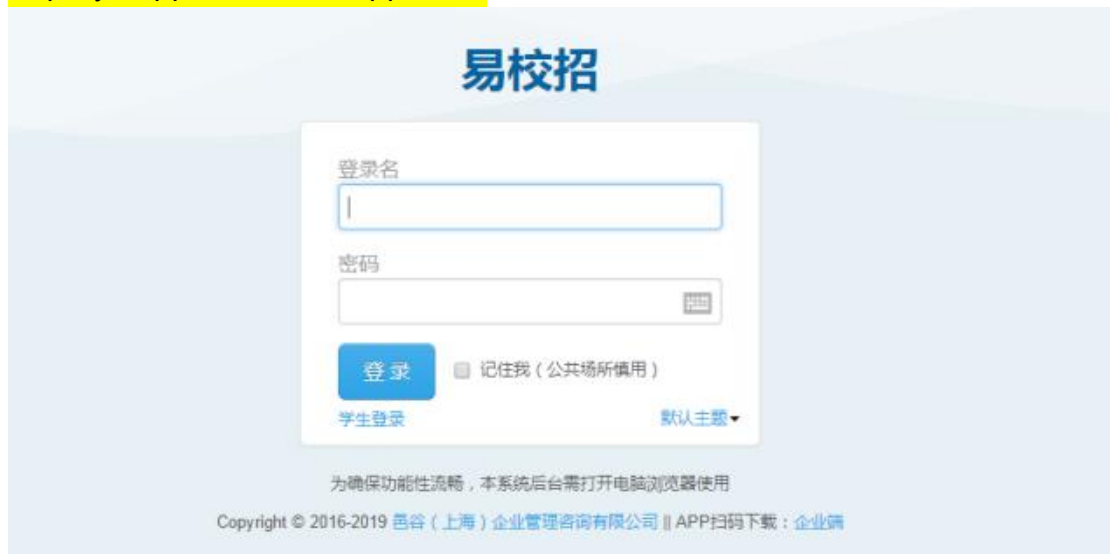 易校招
登录名
密码
登 录 记住我（公共场所慎用）
学生登录 默认主题
为确保功能性流畅，本系统后台需打开电脑浏览器使用
Copyright © 2016-2019 邑谷（上海）企业管理咨询有限公司 || APP扫码下载：企业端